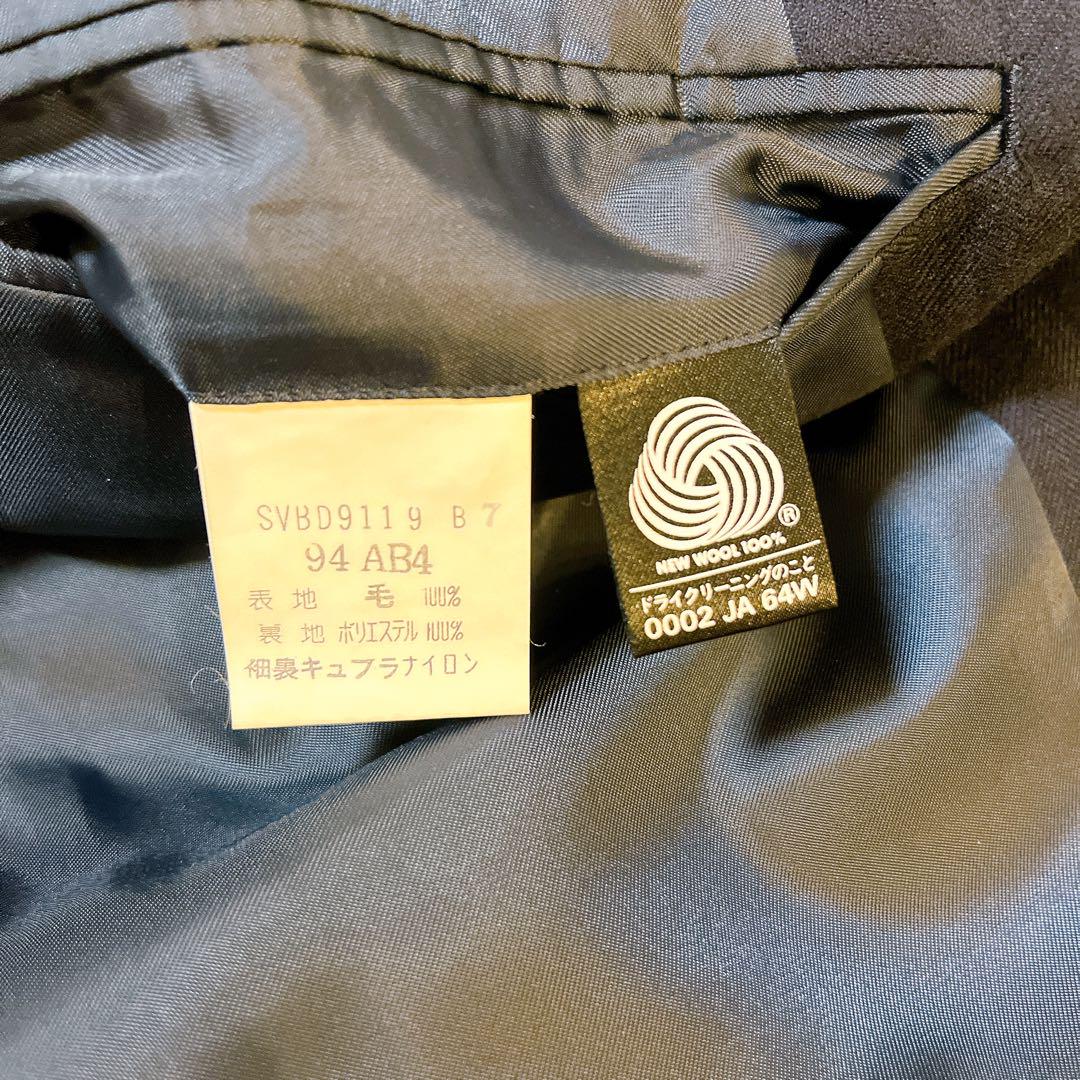 SVBD9119 B7
94 AB4
表地 毛 100%
裏地 ポリエステル 100%
袖裏キュプラナイロン
®
NEW WOOL 100%
ドライクリーニングのこと
0002 JA 64W